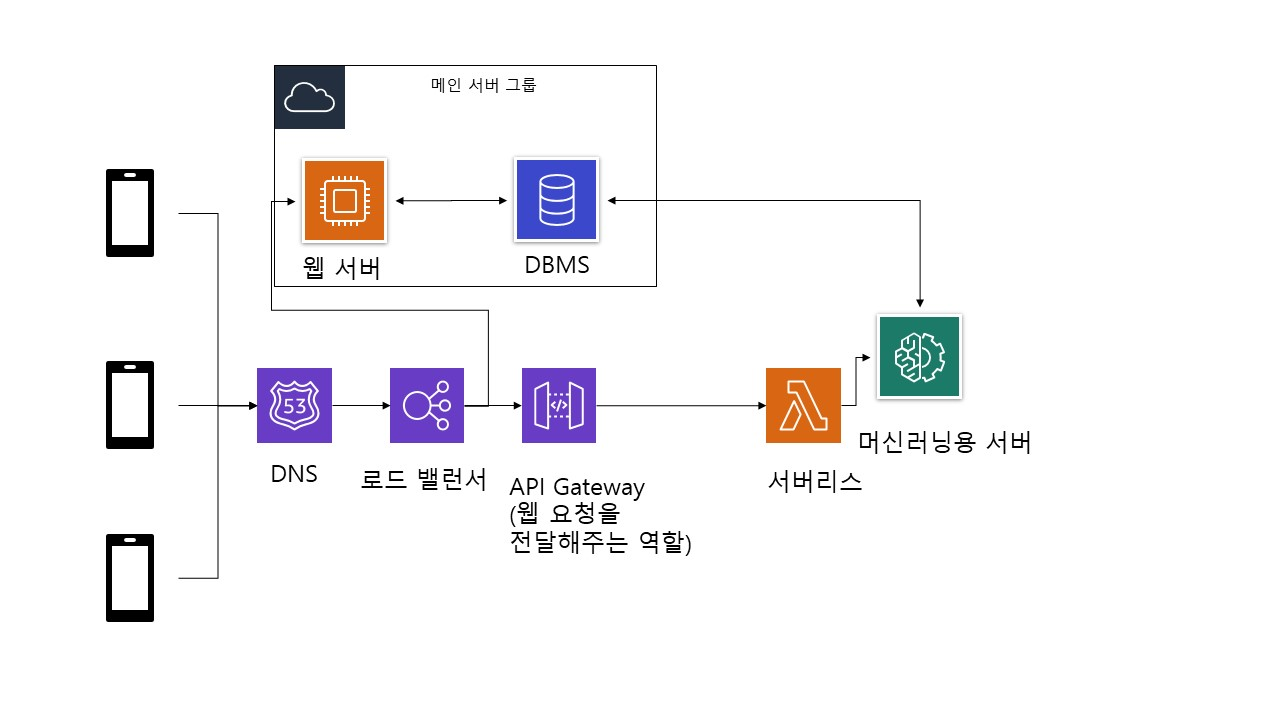 메인 서버 그룹
웹 서버
DBMS
53
DNS
로드 밸런서
</>
API Gateway
(웹 요청을
전달해주는 역할)
서버리스
머신러닝용 서버